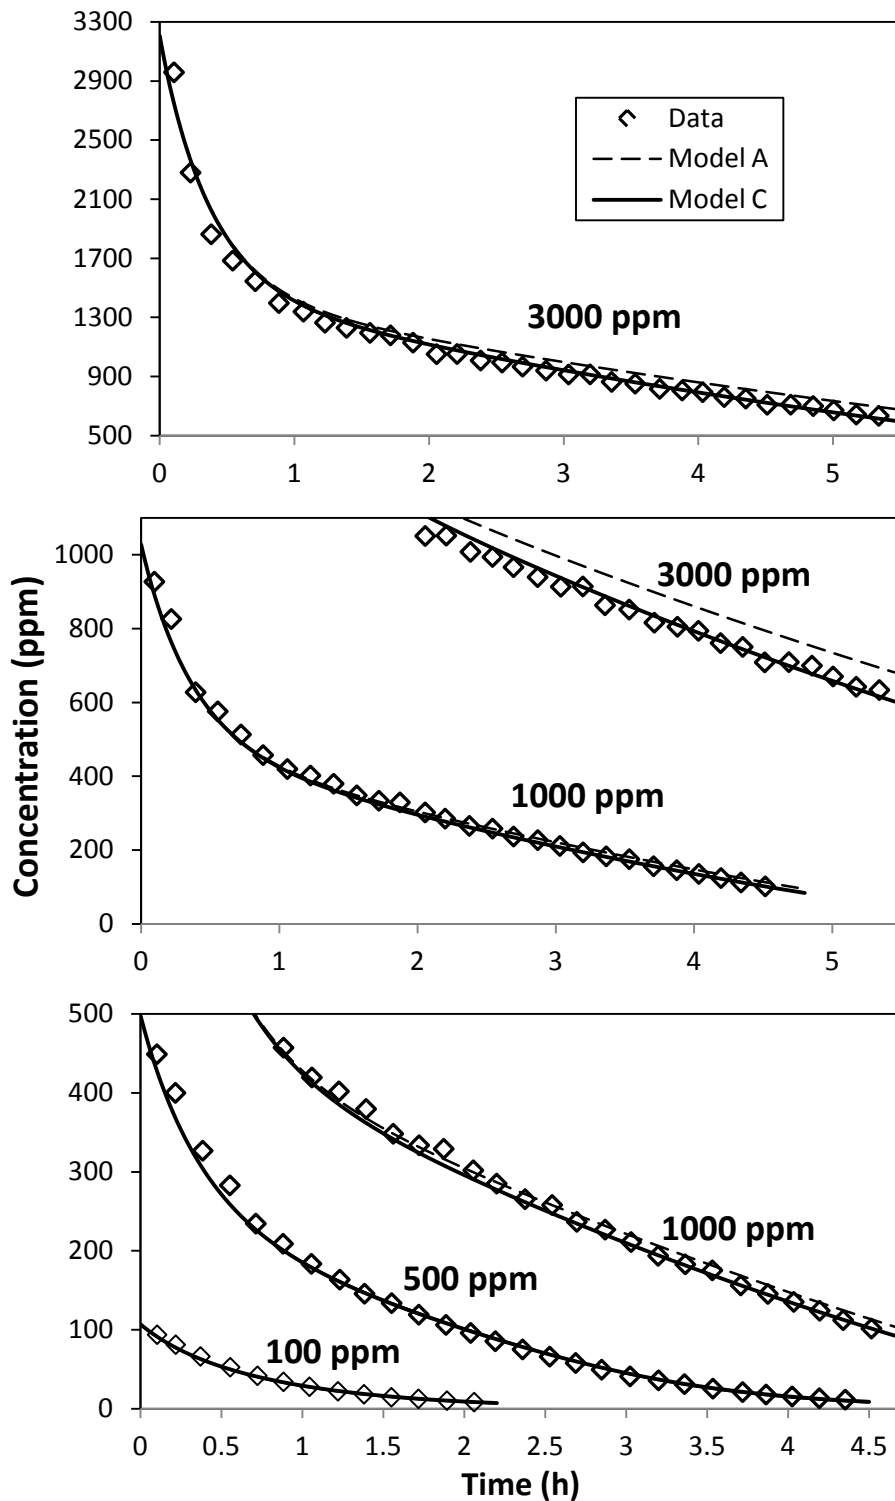 3300
2900
2500
2100
1700
1300
900
500
Data
Model A
Model C
3000 ppm
0 1 2 3 4 5
Concentration (ppm)
1000
800
600
400
200
0
3000 ppm
1000 ppm
0 1 2 3 4 5
500
400
300
200
100
0
1000 ppm
500 ppm
100 ppm
0 0.5 1 1.5 2 2.5 3 3.5 4 4.5
Time (h)